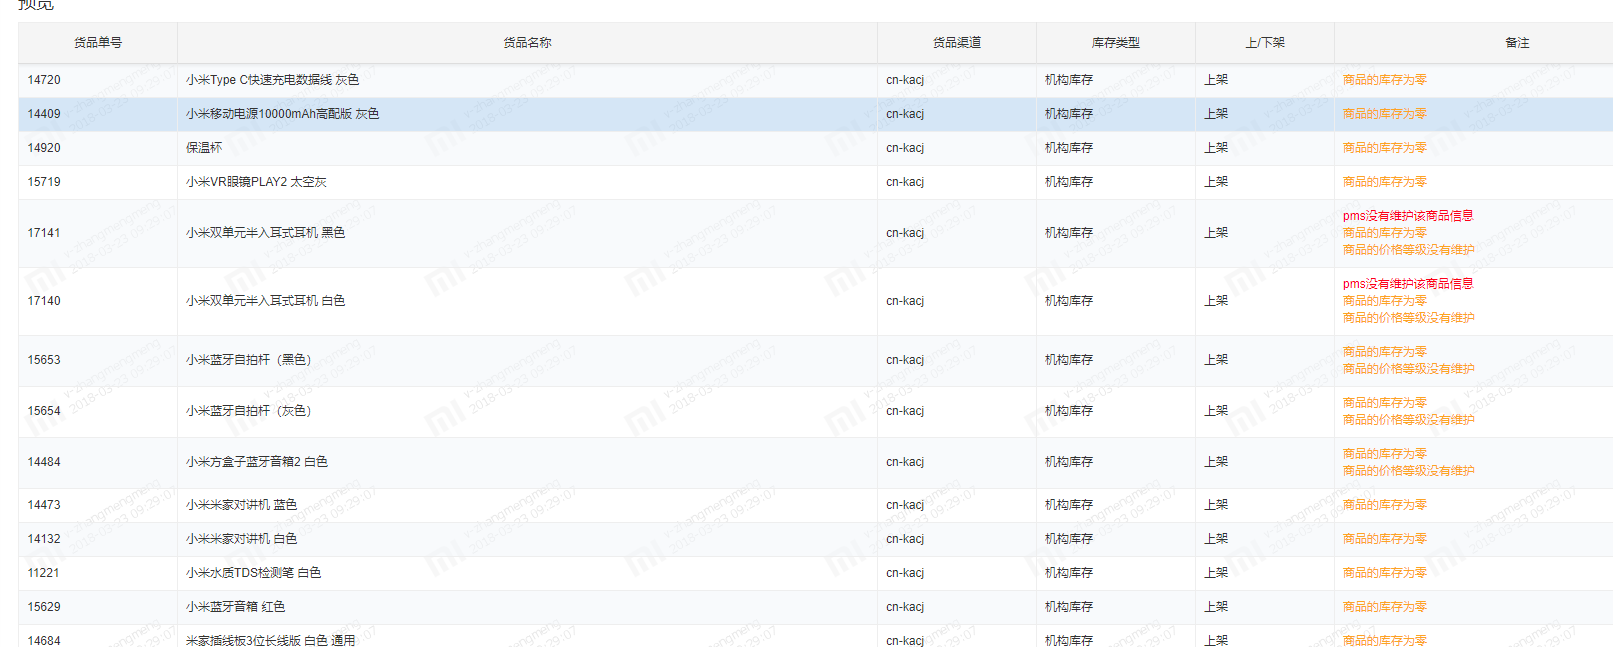 预览
货品单号 货品名称 货品渠道 库存类型 上/下架 备注
14720 小米Type C快速充电数据线 灰色 cn-kacj 机构库存 上架 商品的库存为零
14409 小米移动电源10000mAh高配版 灰色 cn-kacj 机构库存 上架 商品的库存为零
14920 保温杯 cn-kacj 机构库存 上架 商品的库存为零
15719 小米VR眼镜PLAY2 太空灰 cn-kacj 机构库存 上架 商品的库存为零
17141 小米双单元半入耳式耳机 黑色 cn-kacj 机构库存 上架 pms没有维护该商品信息
商品的库存为零
商品的价格等级没有维护
17140 小米双单元半入耳式耳机 白色 cn-kacj 机构库存 上架 pms没有维护该商品信息
商品的库存为零
商品的价格等级没有维护
15653 小米蓝牙自拍杆（黑色） cn-kacj 机构库存 上架 商品的库存为零
商品的价格等级没有维护
15654 小米蓝牙自拍杆（灰色） cn-kacj 机构库存 上架 商品的库存为零
商品的价格等级没有维护
14484 小米方盒子蓝牙音箱2 白色 cn-kacj 机构库存 上架 商品的库存为零
商品的价格等级没有维护
14473 小米米家对讲机 蓝色 cn-kacj 机构库存 上架 商品的库存为零
14132 小米米家对讲机 白色 cn-kacj 机构库存 上架 商品的库存为零
11221 小米水质TDS检测笔 白色 cn-kacj 机构库存 上架 商品的库存为零
15629 小米蓝牙音箱 红色 cn-kacj 机构库存 上架 商品的库存为零
14684 米家插线板3位长线版 白色 通用 cn-kacj 机构库存 上架 商品的库存为零